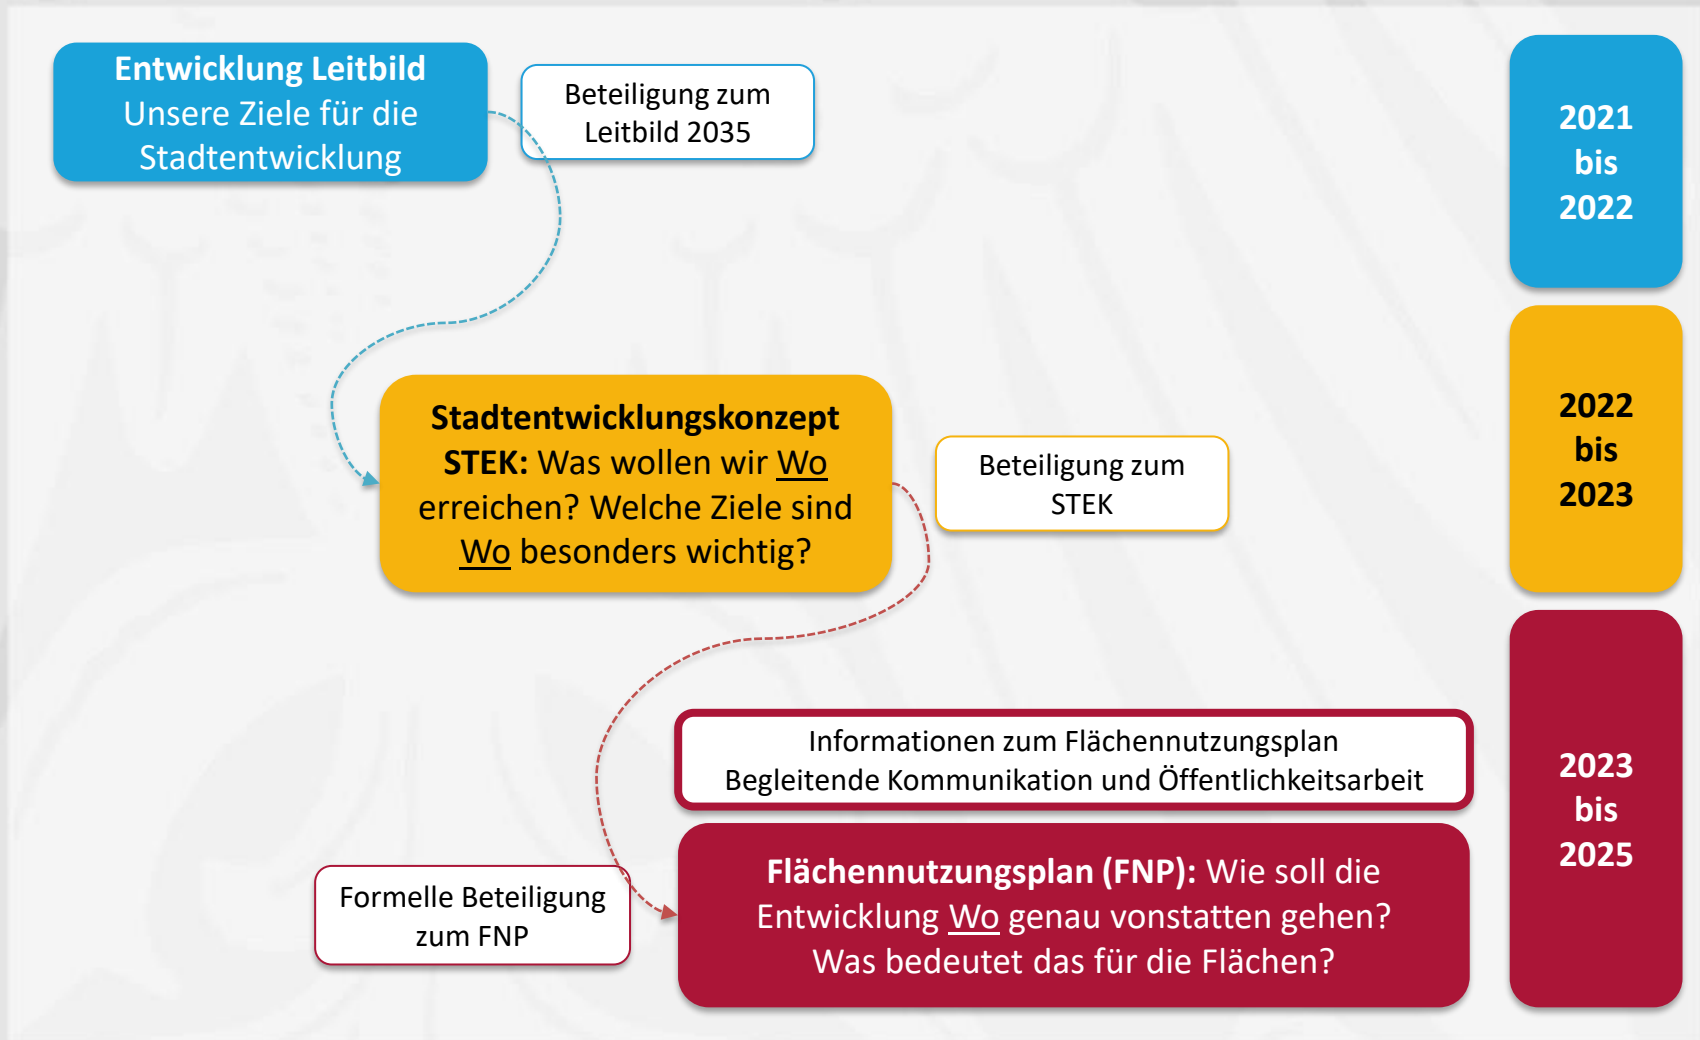 Entwicklung Leitbild
Unsere Ziele für die
Stadtentwicklung
Beteiligung zum
Leitbild 2035
2021
bis
2022
Stadtentwicklungskonzept
STEK: Was wollen wir Wo
erreichen? Welche Ziele sind
Wo besonders wichtig?
Beteiligung zum
STEK
2022
bis
2023
Informationen zum Flächennutzungsplan
Begleitende Kommunikation und Öffentlichkeitsarbeit
Formelle Beteiligung
zum FNP
Flächennutzungsplan (FNP): Wie soll die
Entwicklung Wo genau vonstatten gehen?
Was bedeutet das für die Flächen?
2023
bis
2025